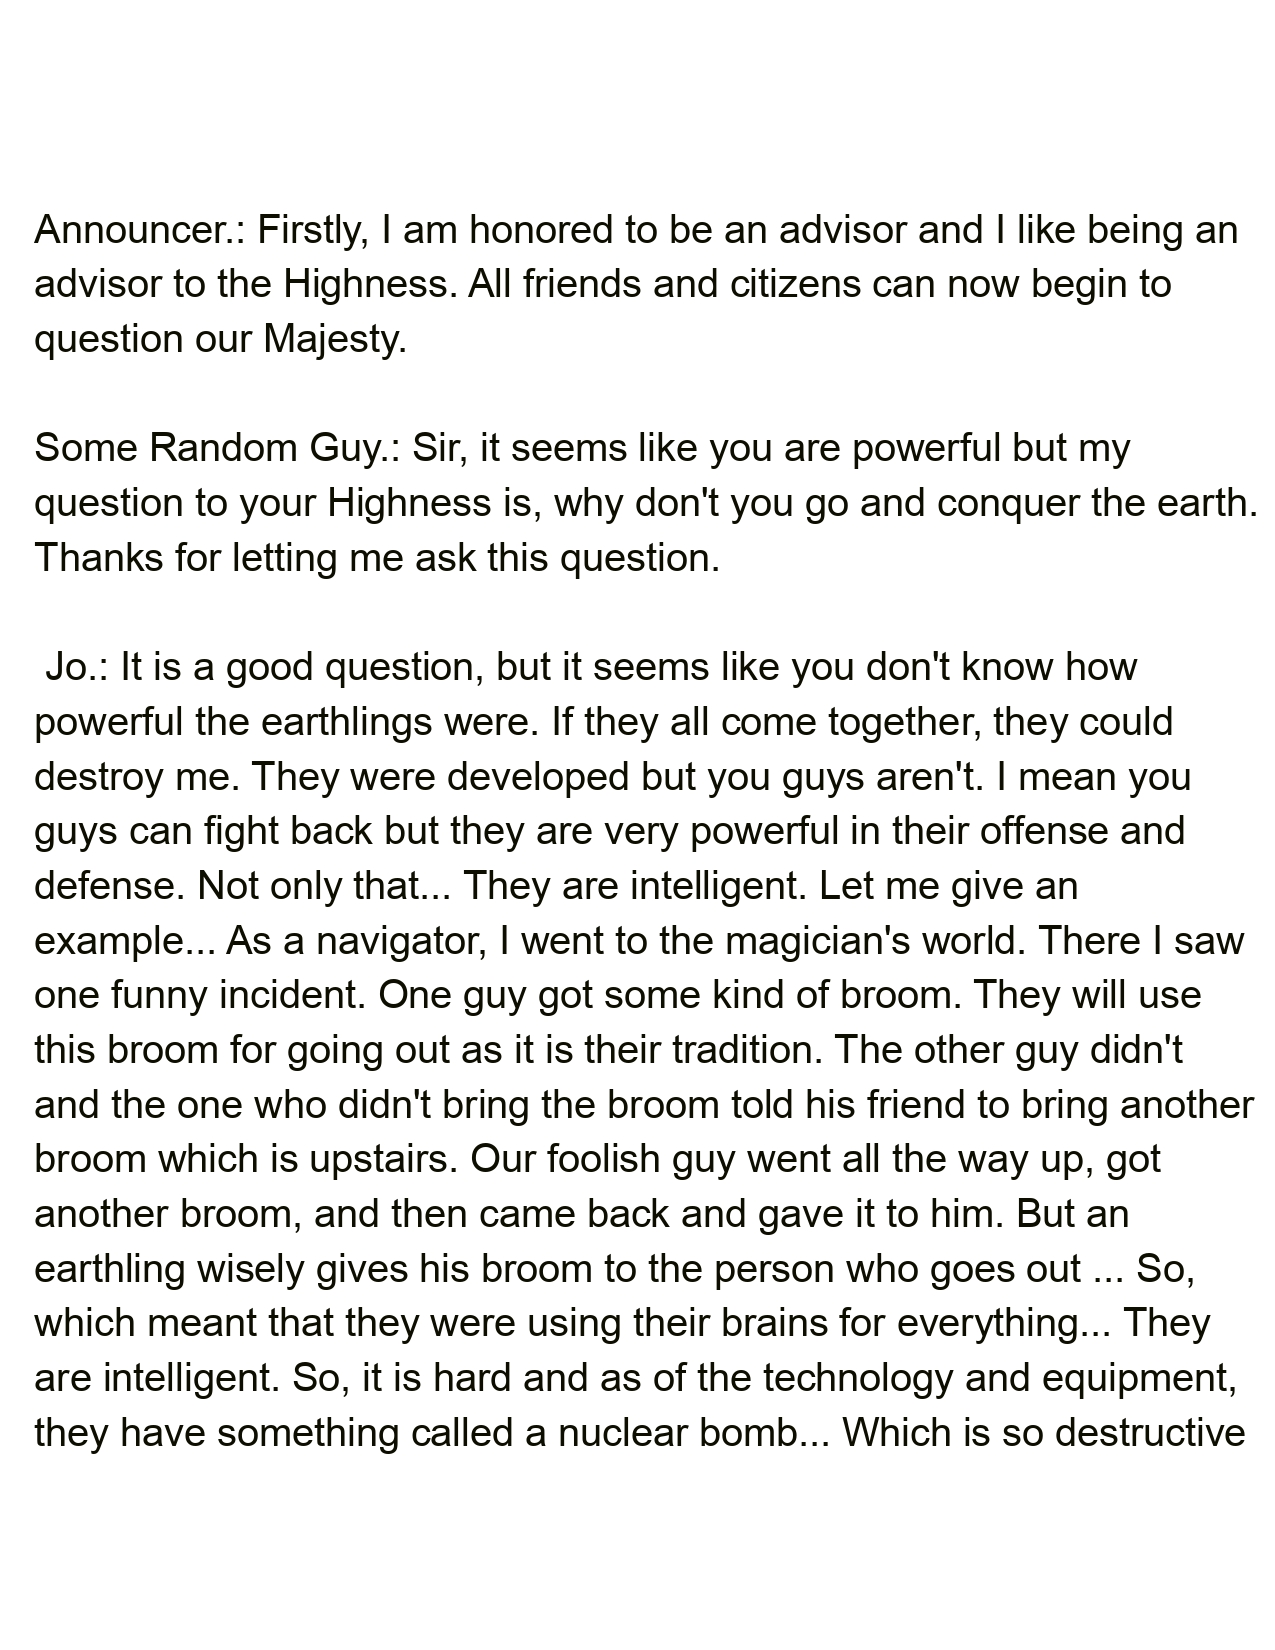 Announcer.: Firstly, I am honored to be an advisor and I like being an
advisor to the Highness. All friends and citizens can now begin to
question our Majesty.
Some Random Guy.: Sir, it seems like you are powerful but my
question to your Highness is, why don't you go and conquer the earth.
Thanks for letting me ask this question.
Jo.: It is a good question, but it seems like you don't know how
powerful the earthlings were. If they all come together, they could
destroy me. They were developed but you guys aren't. I mean you
guys can fight back but they are very powerful in their offense and
defense. Not only that... They are intelligent. Let me give an
example... As a navigator, I went to the magician's world. There I saw
one funny incident. One guy got some kind of broom. They will use
this broom for going out as it is their tradition. The other guy didn't
and the one who didn't bring the broom told his friend to bring another
broom which is upstairs. Our foolish guy went all the way up, got
another broom, and then came back and gave it to him. But an
earthling wisely gives his broom to the person who goes out ... So,
which meant that they were using their brains for everything... They
are intelligent. So, it is hard and as of the technology and equipment,
they have something called a nuclear bomb... Which is so destructive